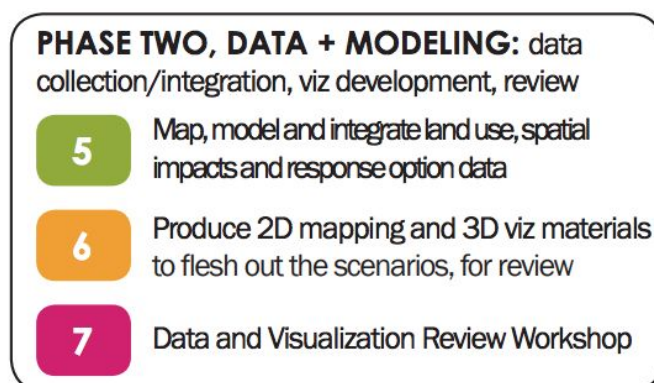 PHASE TWO, DATA + MODELING: data
collection/integration, viz development, review
5
Map, model and integrate land use, spatial
impacts and response option data
6
Produce 2D mapping and 3D viz materials
to flesh out the scenarios, for review
7
Data and Visualization Review Workshop